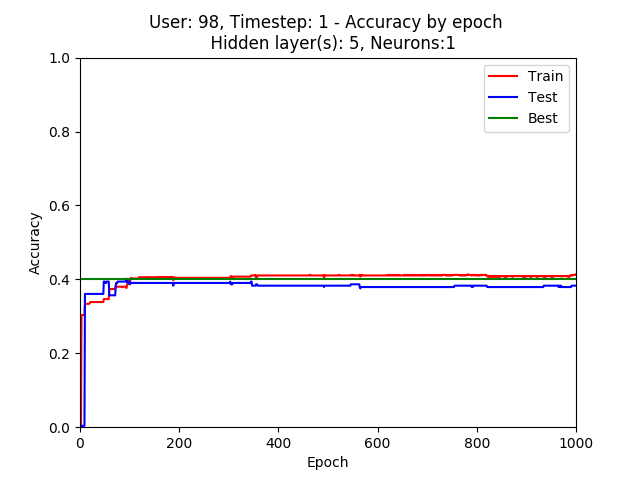 User: 98, Timestep: 1 - Accuracy by epoch
Hidden layer(s): 5, Neurons:1
1.0
Train
Test
Best
0.8
0.6
Accuracy
0.4
0.2
0.0
0 200 400 600 800 1000
Epoch